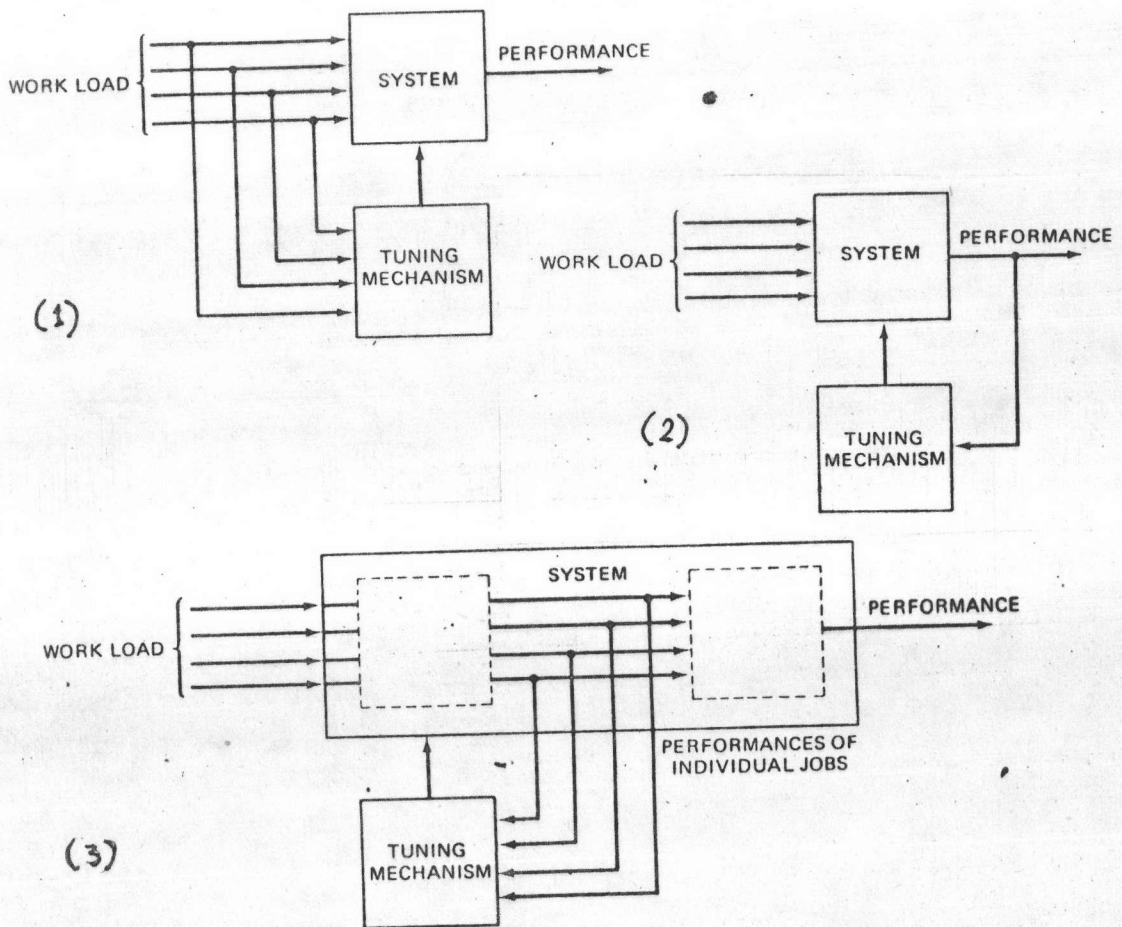 WORK LOAD
SYSTEM
PERFORMANCE
TUNING
MECHANISM
(1)
WORK LOAD
SYSTEM
PERFORMANCE
TUNING
MECHANISM
(2)
WORK LOAD
SYSTEM
PERFORMANCE
PERFORMANCES OF
INDIVIDUAL JOBS
TUNING
MECHANISM
(3)